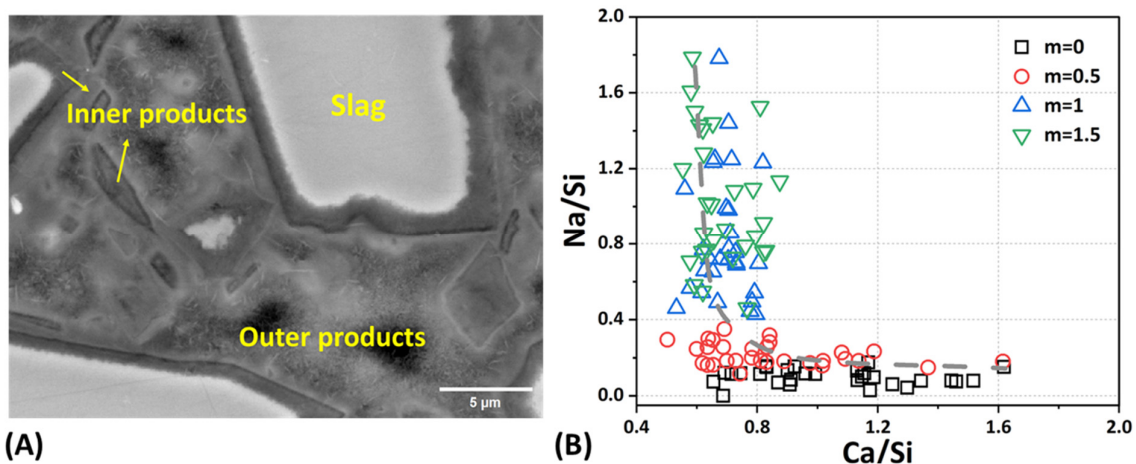 Inner products
Slag
Outer products
5 µm
(A)
2.0
1.6
1.2
0.8
0.4
0.0
Na/Si
m=0
m=0.5
m=1
m=1.5
0.4 0.8 1.2 1.6 2.0
Ca/Si
(B)